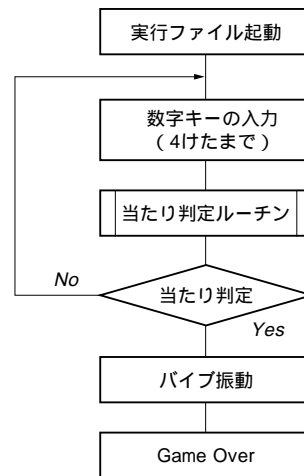 実行ファイル起動
数字キーの入力
（4けたまで）
当たり判定ルーチン
No
当たり判定
Yes
バイブ振動
Game Over